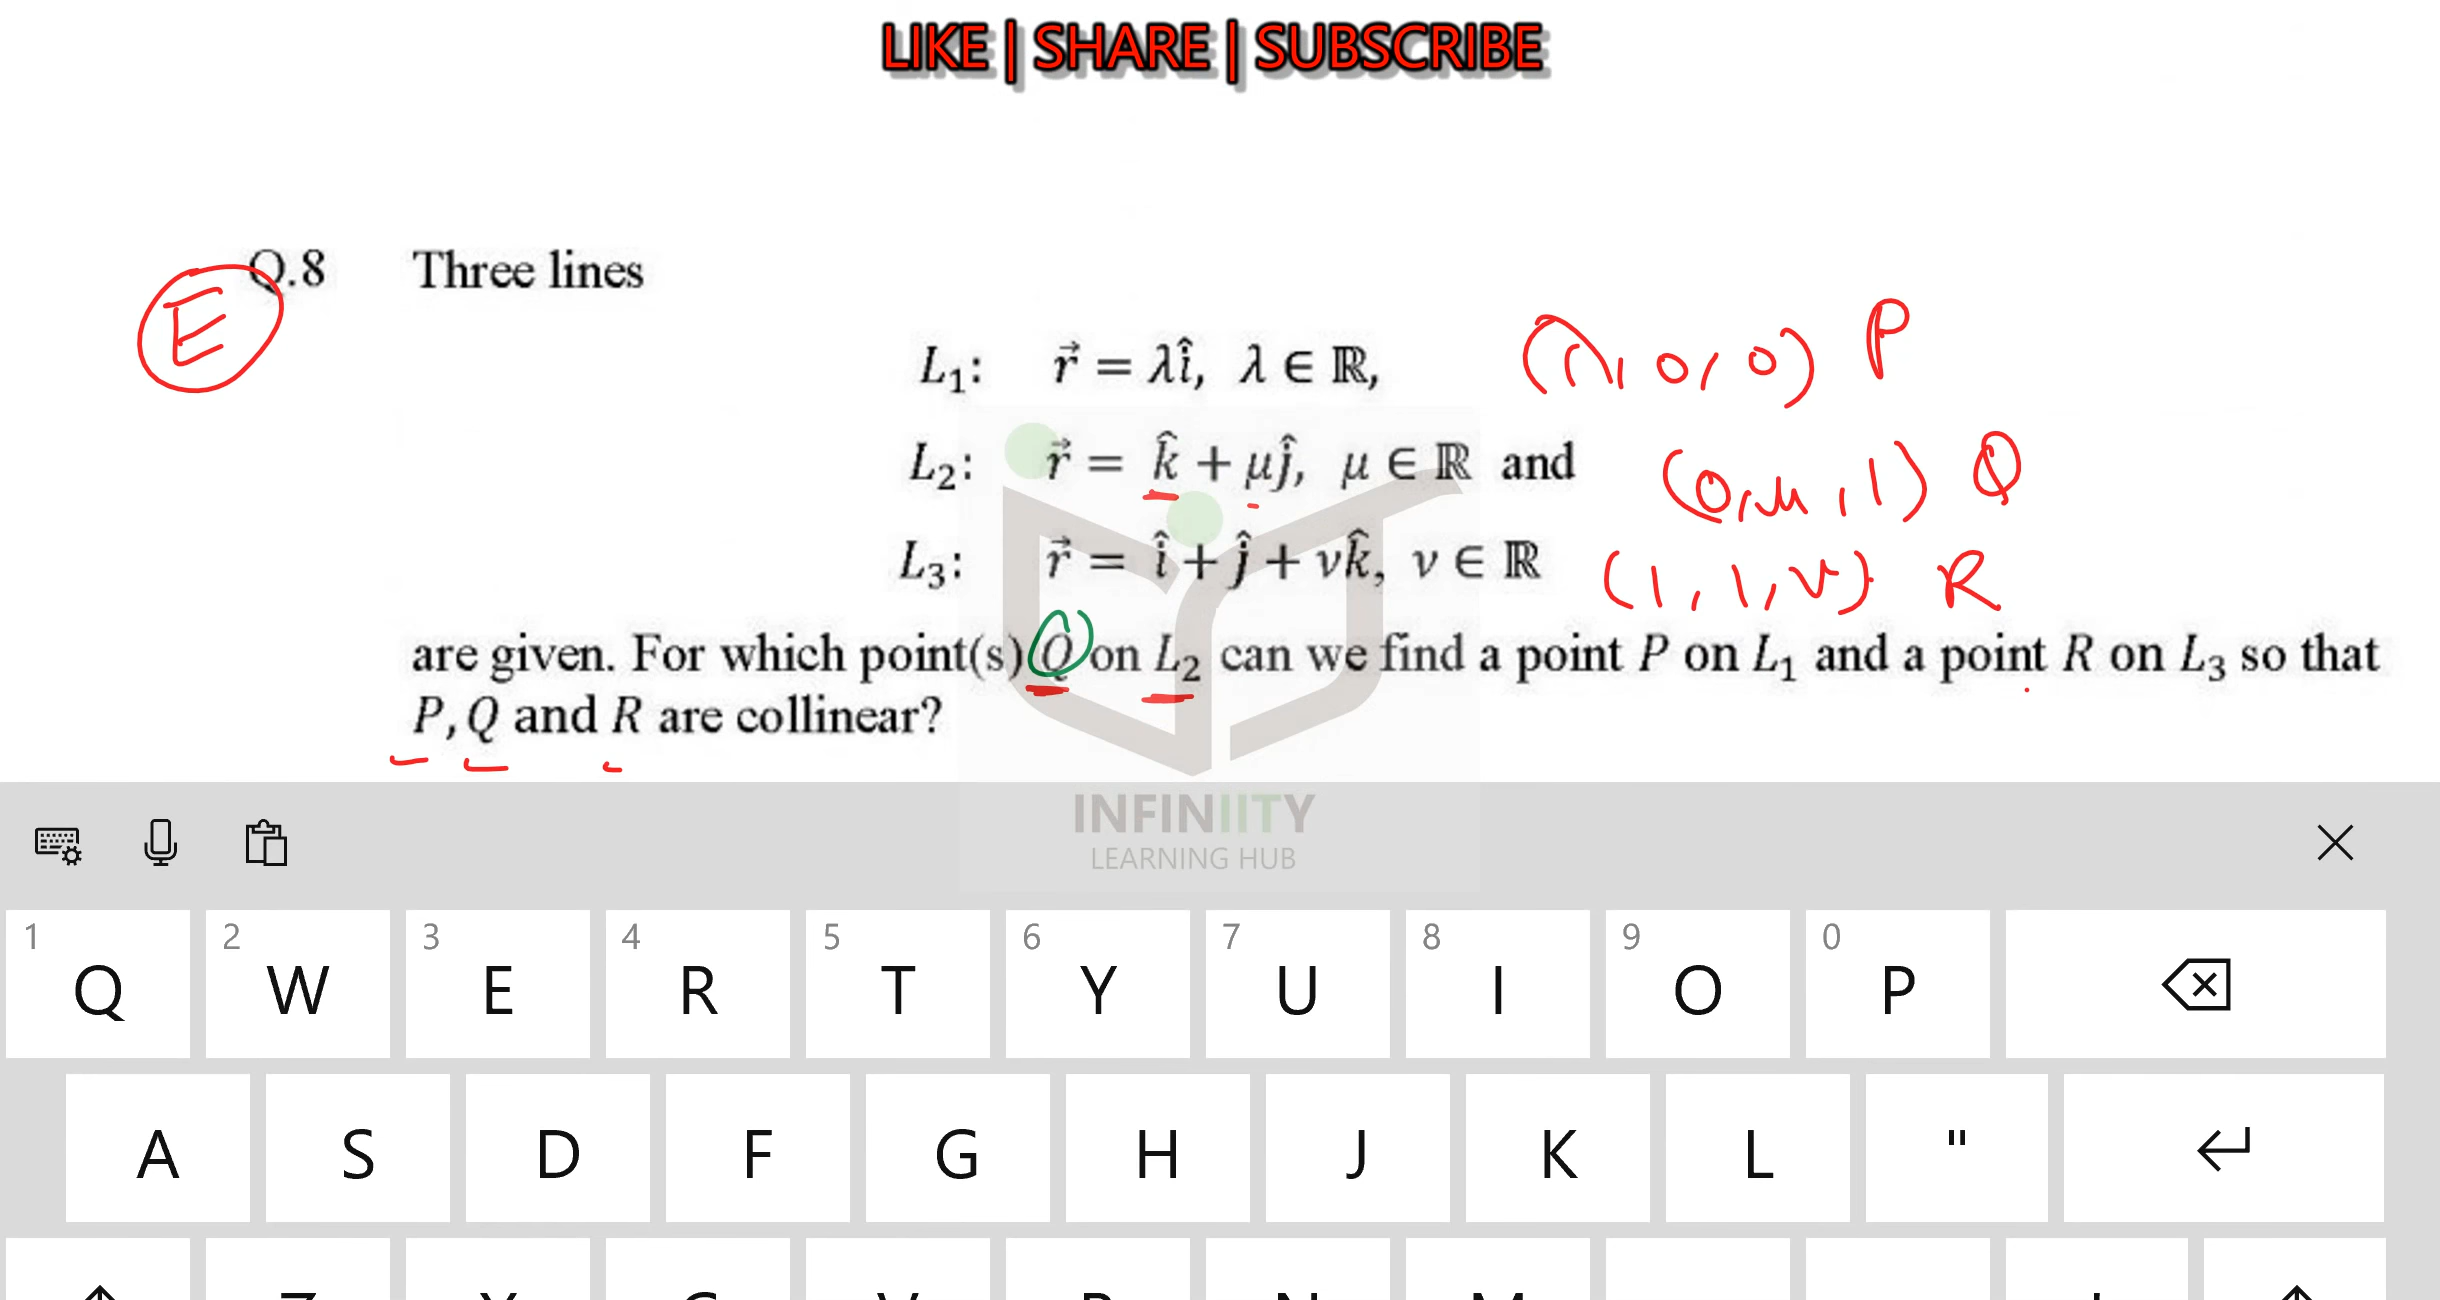 LIKE | SHARE | SUBSCRIBE
Q.8 Three lines
E
L₁: r⃗ = λî, λ ∈ ℝ, (λ, 0, 0) P
L₂: r⃗ = k̂ + μĵ, μ ∈ ℝ and (0, μ, 1) Q
L₃: r⃗ = î + ĵ + νk̂, ν ∈ ℝ (1, 1, ν) R
are given. For which point(s) Q on L₂ can we find a point P on L₁ and a point R on L₃ so that
P, Q and R are collinear?
INFINIITY
LEARNING HUB
1 2 3 4 5 6 7 8 9 0
Q W E R T Y U I O P
A S D F G H J K L "